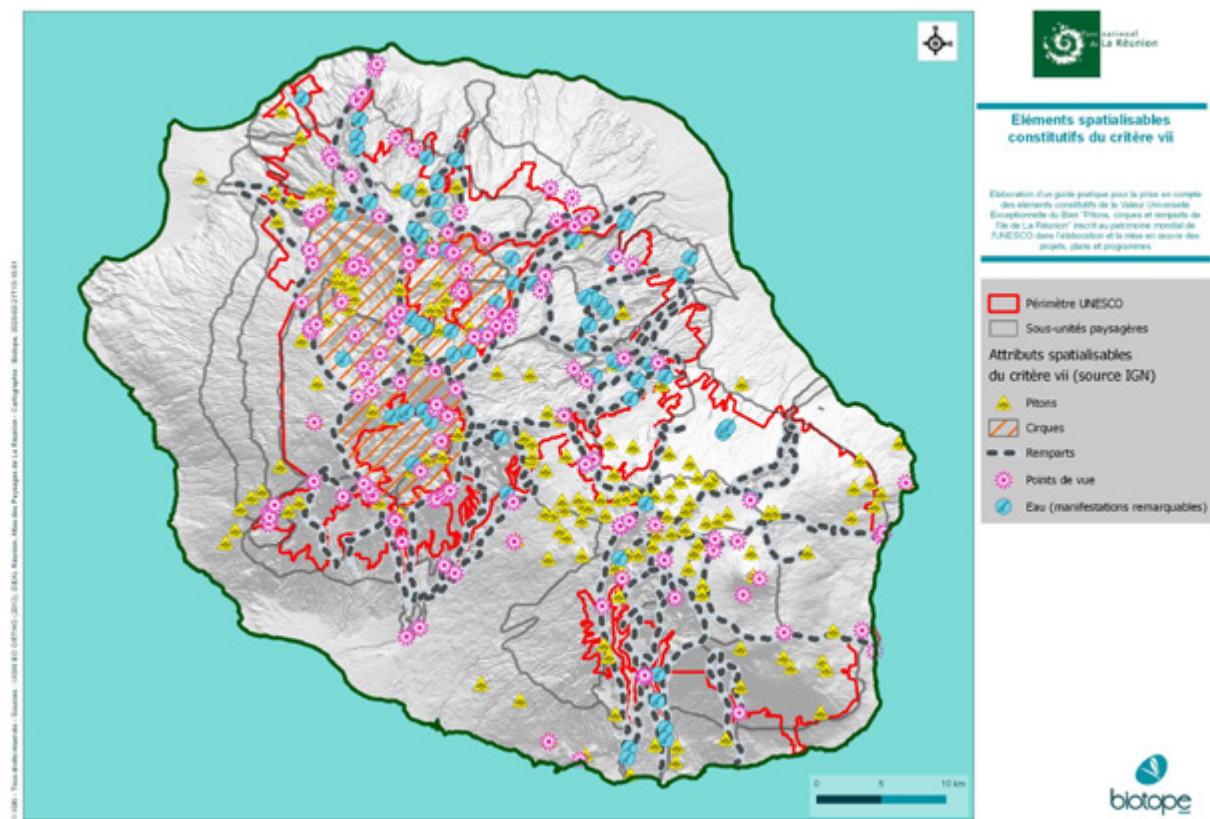 Parc national
de La Réunion
Eléments spatialisables
constitutifs du critère vii
Elaboration d'un guide pratique pour la prise en compte
des éléments constitutifs de la Valeur Universelle
Exceptionnelle du Bien "Pitons, cirques et remparts de
l'île de La Réunion" inscrit au patrimoine mondial de
l'UNESCO dans l'élaboration et la mise en œuvre des
projets, plans et programmes
Périmètre UNESCO
Sous-unités paysagères
Attributs spatialisables
du critère vii (source IGN)
Pitons
Cirques
Remparts
Points de vue
Eau (manifestations remarquables)
0 5 10 km
biotope